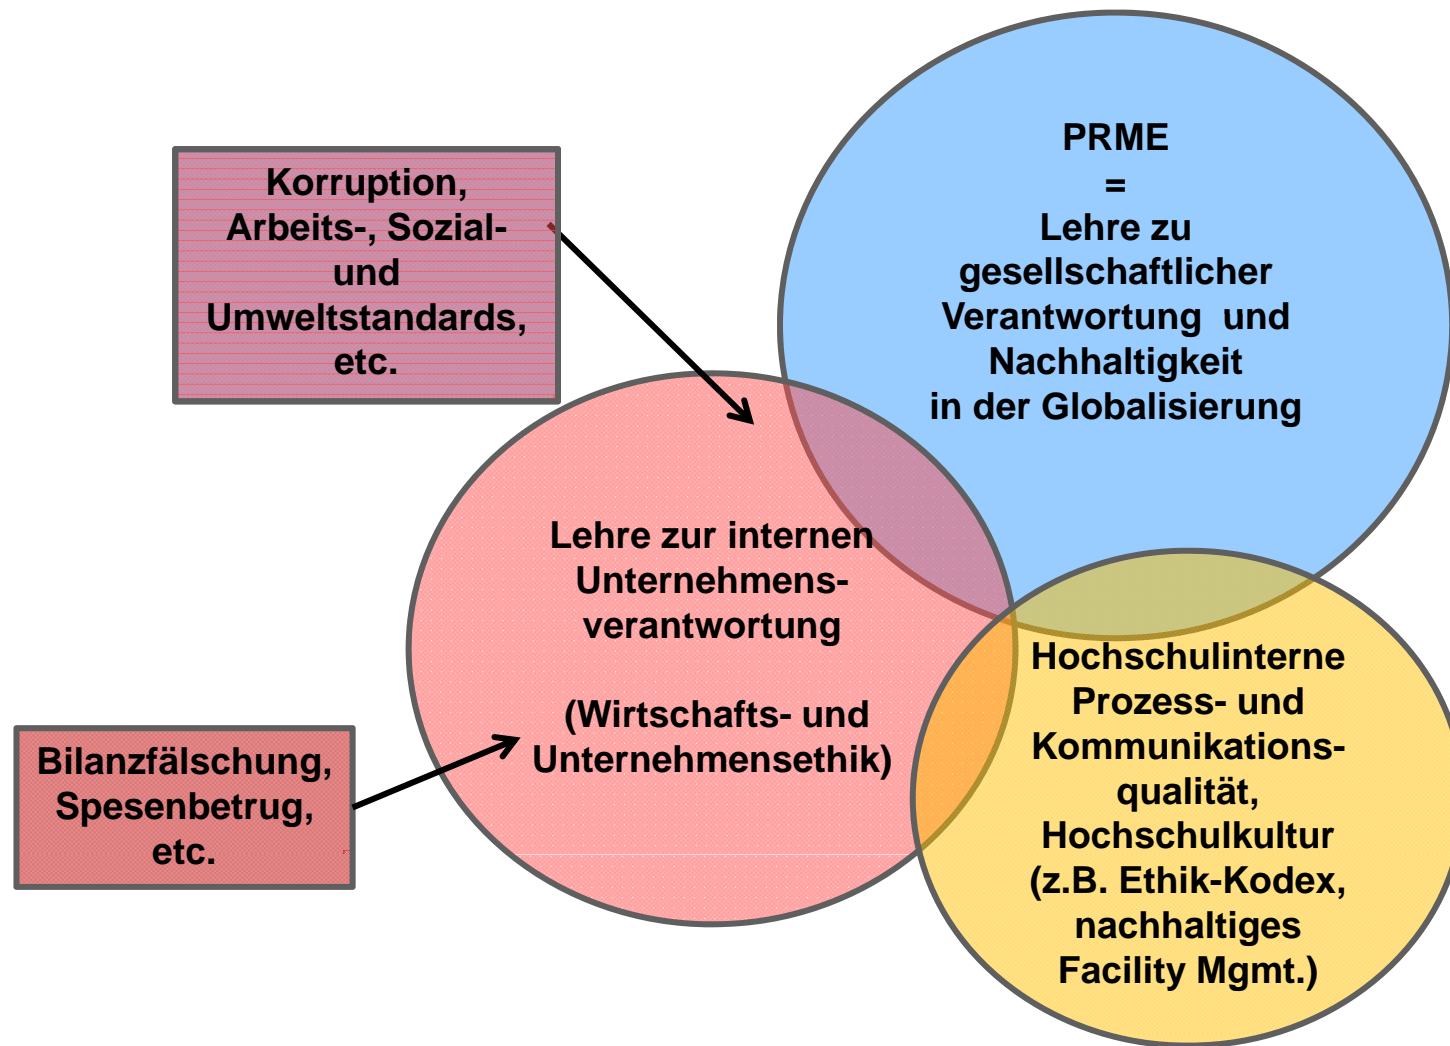 PRME
=
Lehre zu
gesellschaftlicher
Verantwortung und
Nachhaltigkeit
in der Globalisierung
Korruption,
Arbeits-, Sozial-
und
Umweltstandards,
etc.
Lehre zur internen
Unternehmens-
verantwortung
(Wirtschafts- und
Unternehmensethik)
Bilanzfälschung,
Spesenbetrug,
etc.
Hochschulinterne
Prozess- und
Kommunikations-
qualität,
Hochschulkultur
(z.B. Ethik-Kodex,
nachhaltiges
Facility Mgmt.)